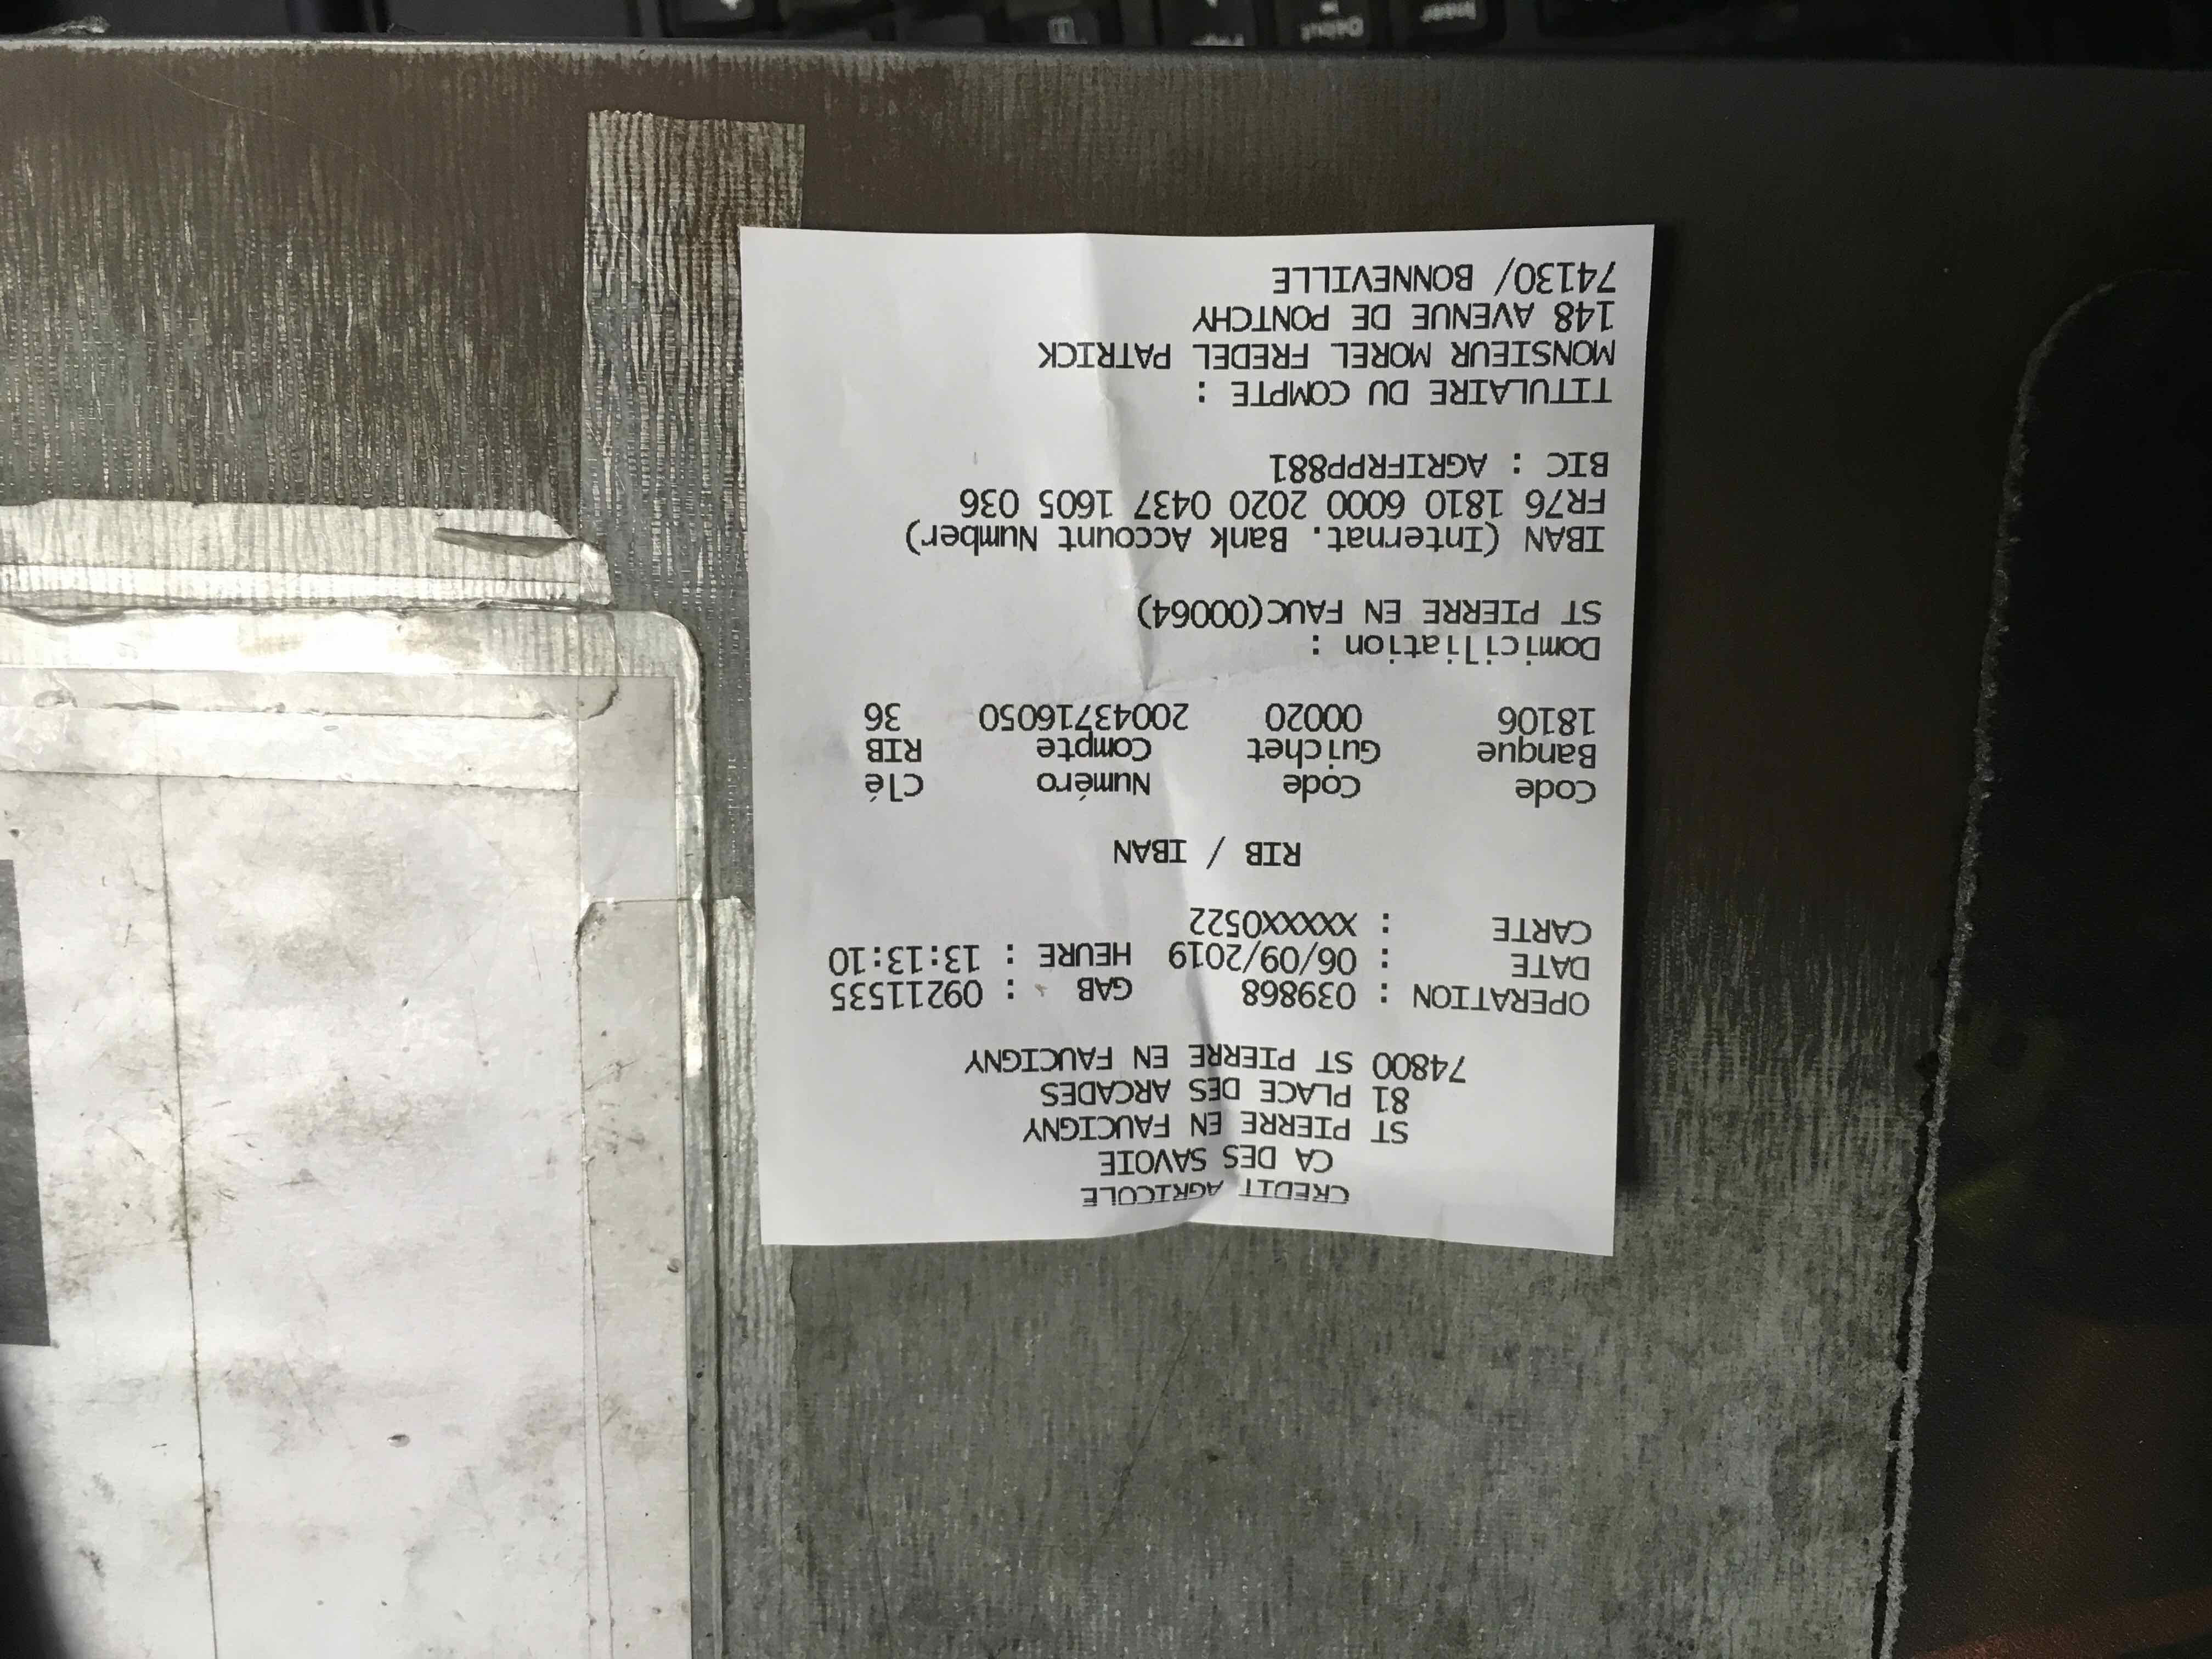 CREDIT AGRICOLE
CA DES SAVOIE
ST PIERRE EN FAUCIGNY
81 PLACE DES ARCADES
74800 ST PIERRE EN FAUCIGNY
OPERATION : 039868 GAB : 09211535
DATE : 06/09/2019 HEURE : 13:13:10
CARTE : XXXXX0522
RIB / IBAN
Code Code Numéro Clé
Banque Guichet Compte RIB
18106 00020 20043716050 36
Domiciliation :
ST PIERRE EN FAUC(00064)
IBAN (Internat. Bank Account Number)
FR76 1810 6000 2020 0437 1605 036
BIC : AGRIFRPP881
TITULAIRE DU COMPTE :
MONSIEUR MOREL FREDEL PATRICK
148 AVENUE DE PONTCHY
74130/ BONNEVILLE
Inser
Début